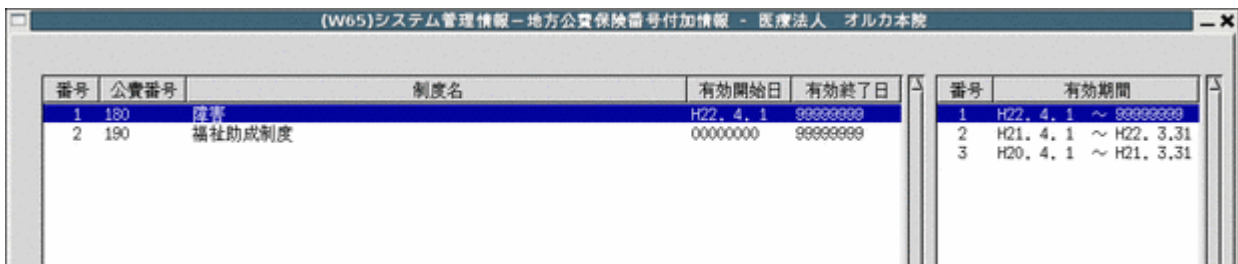 (W65)システム管理情報－地方公費保険番号付加情報 - 医療法人 オルカ本院
番号 公費番号 制度名 有効開始日 有効終了日
1 180 障害 H22. 4. 1 99999999
2 190 福祉助成制度 00000000 99999999
番号 有効期間
1 H22. 4. 1 ～ 99999999
2 H21. 4. 1 ～ H22. 3.31
3 H20. 4. 1 ～ H21. 3.31